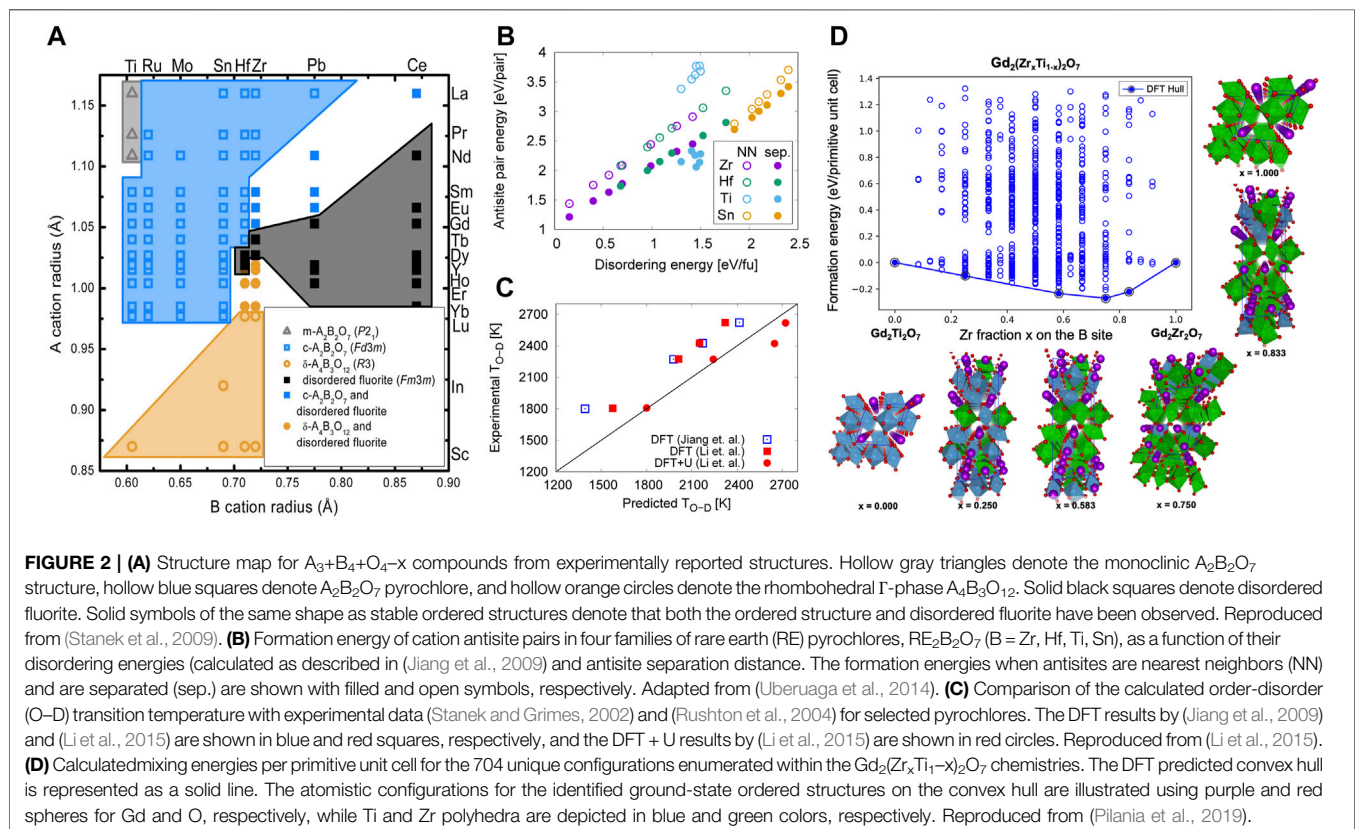 A
Ti Ru Mo Sn Hf Zr Pb Ce
1.15
1.10
1.05
1.00
0.95
0.90
0.85
A cation radius (Å)
La
Pr
Nd
Sm
Eu
Gd
Tb
Dy
Y
Ho
Er
Yb
Lu
In
Sc
m-A2B2O7 (P21)
c-A2B2O7 (Fd3m)
δ-A4B3O12 (R3)
disordered fluorite (Fm3m)
c-A2B2O7 and
disordered fluorite
δ-A4B3O12 and
disordered fluorite
0.60 0.65 0.70 0.75 0.80 0.85 0.90
B cation radius (Å)
B
Antisite pair energy [eV/pair]
4
3.5
3
2.5
2
1.5
1
NN sep.
Zr
Hf
Ti
Sn
0 0.5 1 1.5 2 2.5
Disordering energy [eV/fu]
C
Experimental TO–D [K]
2700
2400
2100
1800
1500
1200
DFT (Jiang et. al.)
DFT (Li et. al.)
DFT+U (Li et. al.)
1200 1500 1800 2100 2400 2700
Predicted TO–D [K]
D
Gd2(ZrxTi1-x)2O7
Formation energy (eV/primitive unit cell)
1.4
1.2
1.0
0.8
0.6
0.4
0.2
0.0
−0.2
DFT Hull
0.0 0.2 0.4 0.6 0.8 1.0
Gd2Ti2O7 Zr fraction x on the B site Gd2Zr2O7
x = 1.000
x = 0.833
x = 0.000
x = 0.250
x = 0.583
x = 0.750
FIGURE 2 | (A) Structure map for A3+B4+O4–x compounds from experimentally reported structures. Hollow gray triangles denote the monoclinic A2B2O7
structure, hollow blue squares denote A2B2O7 pyrochlore, and hollow orange circles denote the rhombohedral Γ-phase A4B3O12. Solid black squares denote disordered
fluorite. Solid symbols of the same shape as stable ordered structures denote that both the ordered structure and disordered fluorite have been observed. Reproduced
from (Stanek et al., 2009). (B) Formation energy of cation antisite pairs in four families of rare earth (RE) pyrochlores, RE2B2O7 (B = Zr, Hf, Ti, Sn), as a function of their
disordering energies (calculated as described in (Jiang et al., 2009) and antisite separation distance. The formation energies when antisites are nearest neighbors (NN)
and are separated (sep.) are shown with filled and open symbols, respectively. Adapted from (Uberuaga et al., 2014). (C) Comparison of the calculated order-disorder
(O–D) transition temperature with experimental data (Stanek and Grimes, 2002) and (Rushton et al., 2004) for selected pyrochlores. The DFT results by (Jiang et al., 2009)
and (Li et al., 2015) are shown in blue and red squares, respectively, and the DFT + U results by (Li et al., 2015) are shown in red circles. Reproduced from (Li et al., 2015).
(D) Calculatedmixing energies per primitive unit cell for the 704 unique configurations enumerated within the Gd2(ZrxTi1–x)2O7 chemistries. The DFT predicted convex hull
is represented as a solid line. The atomistic configurations for the identified ground-state ordered structures on the convex hull are illustrated using purple and red
spheres for Gd and O, respectively, while Ti and Zr polyhedra are depicted in blue and green colors, respectively. Reproduced from (Pilania et al., 2019).